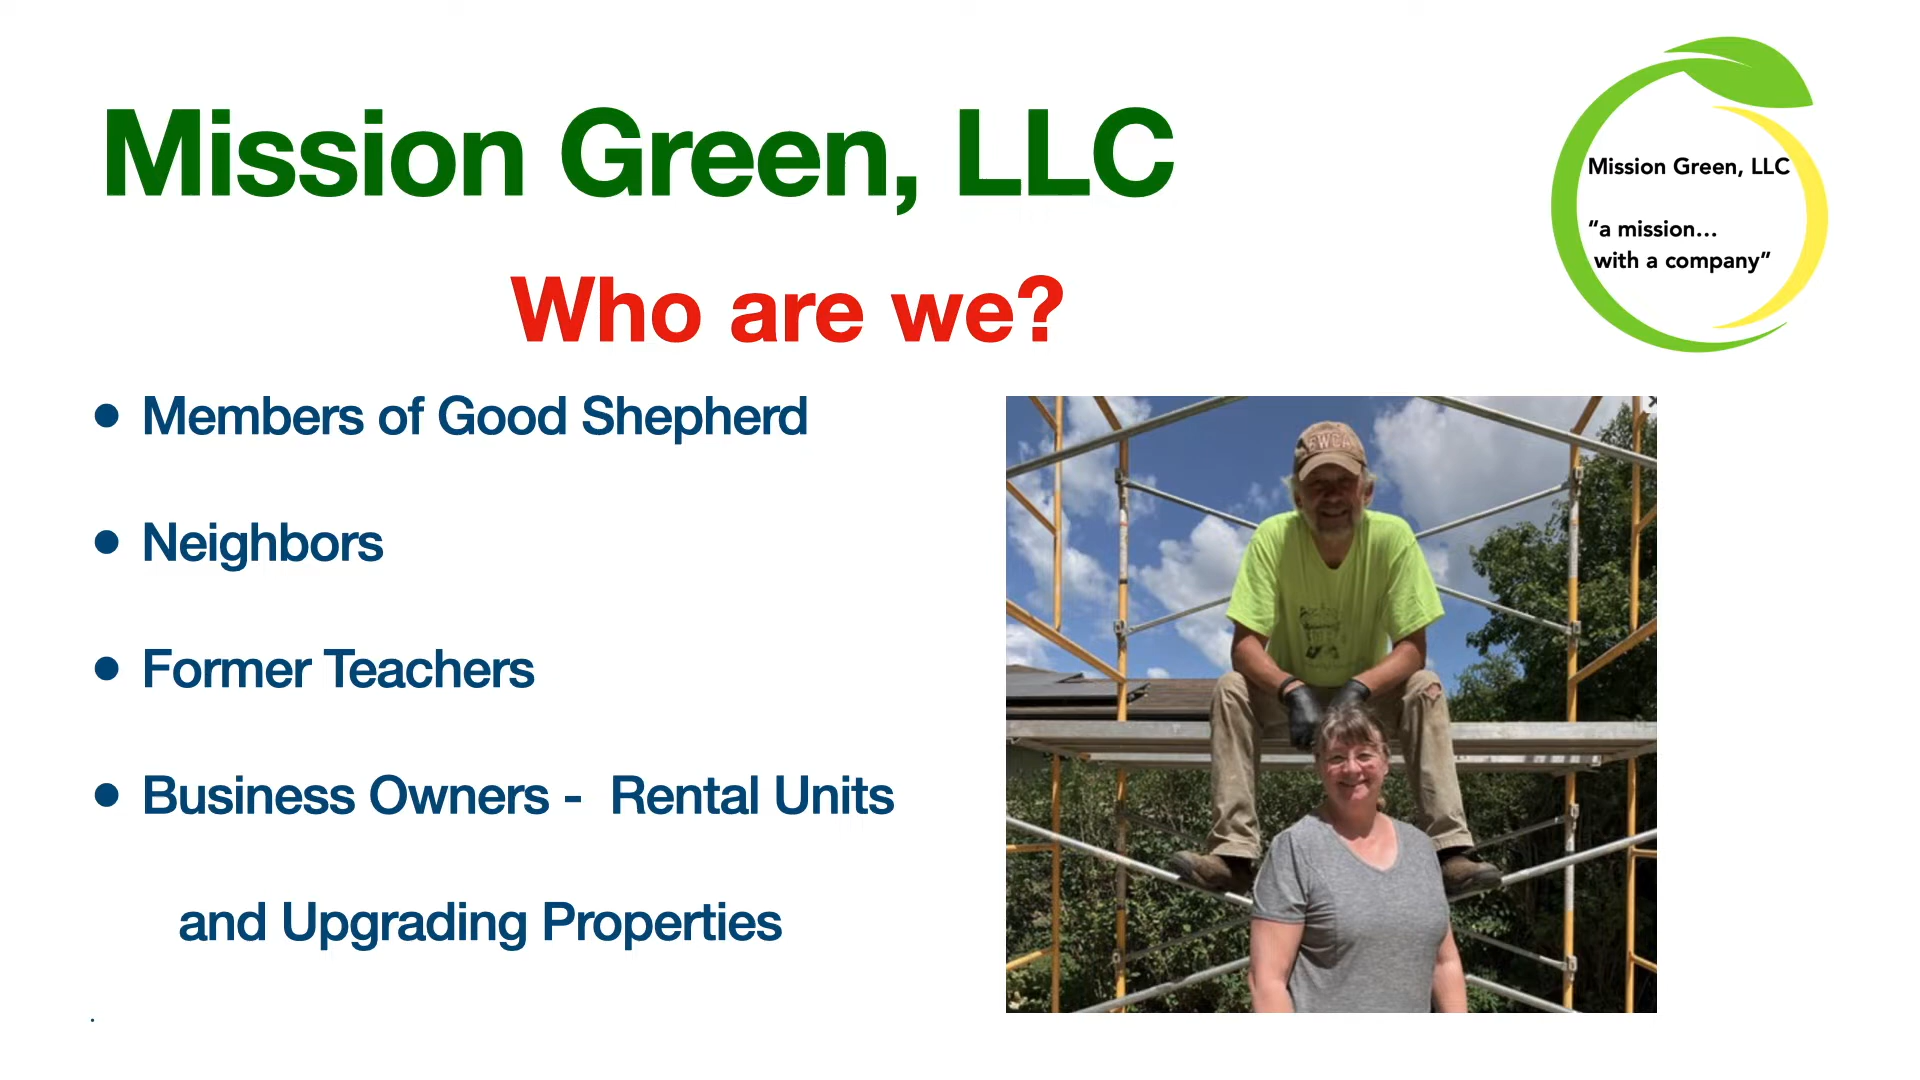 Mission Green, LLC
Mission Green, LLC
“a mission…
with a company”
Who are we?
• Members of Good Shepherd
• Neighbors
• Former Teachers
• Business Owners -  Rental Units
and Upgrading Properties
.